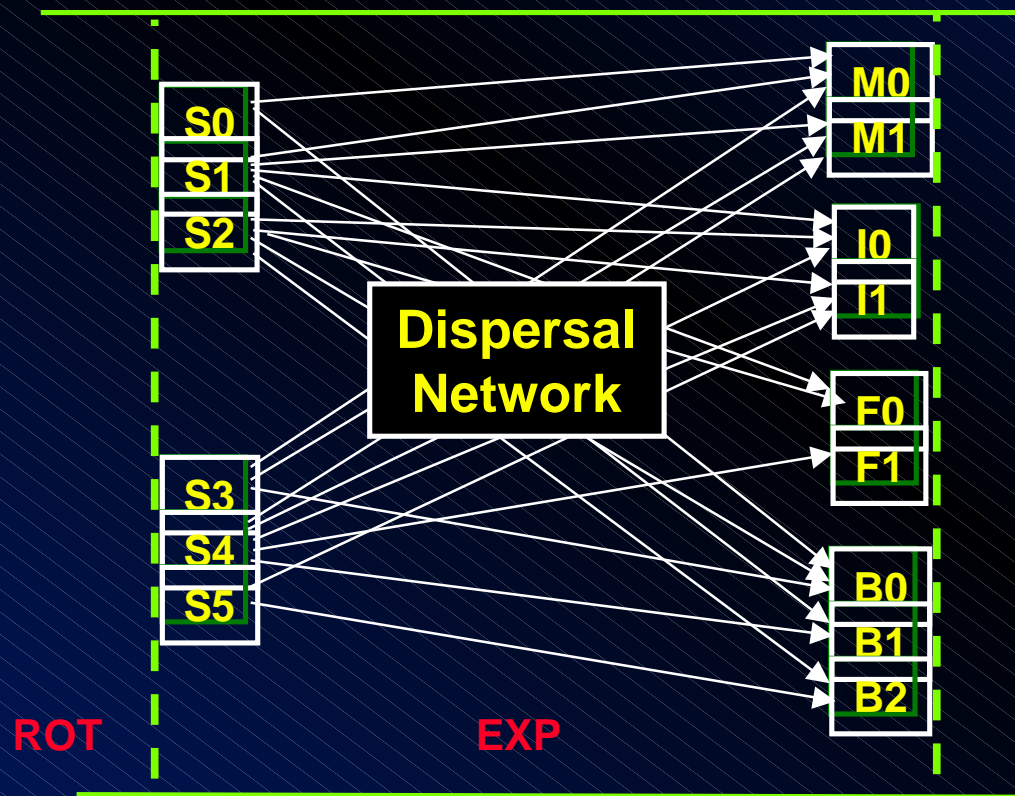 S0
S1
S2
S3
S4
S5
Dispersal
Network
M0
M1
I0
I1
F0
F1
B0
B1
B2
ROT
EXP